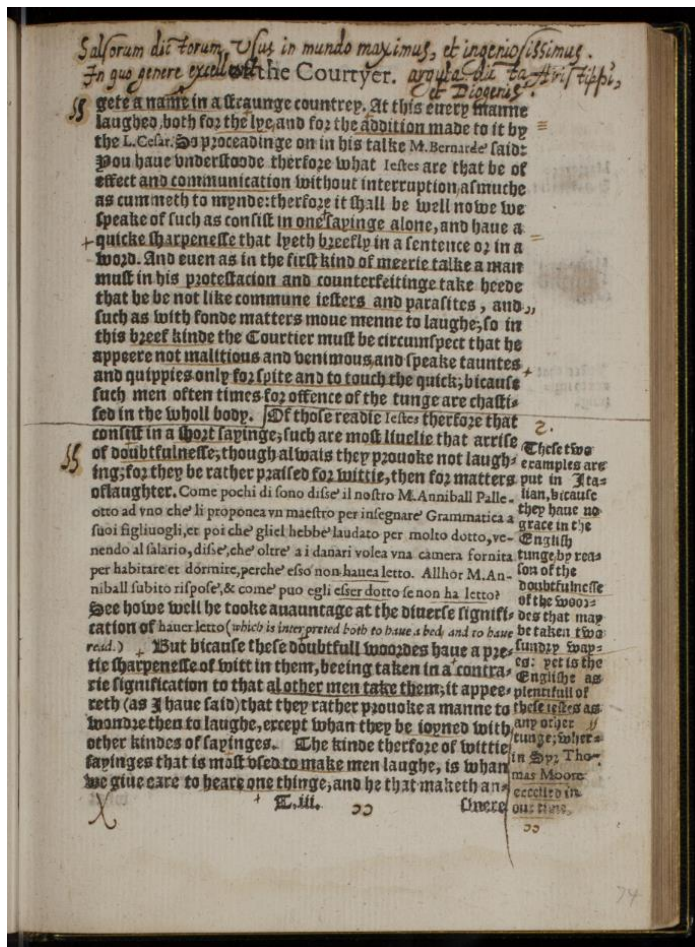 Salsorum dictorum, Usus in mundo maximus, et ingeniosissimus.
In quo genere excell
of the Courtyer.
arguta dicta Aristippi,
et Diogenis.
gete a name in a straunge countrey. At this euery manne
laughed, both for the lye, and for the addition made to it by
the L. Cesar. So proceadinge on in his talke M. Bernarde said:
You haue vnderstoode therfore what Iestes are that be of
effect and communication without interruption, asmuche
as cummeth to mynde: therfore it shall be well nowe we
speake of such as consist in one sayinge alone, and haue a
quicke sharpenesse that lyeth breefly in a sentence or in a
word. And euen as in the first kind of meerie talke a man
must in his protestacion and counterfeitinge take heede
that he be not like commune iesters and parasites, and
such as with fonde matters moue menne to laughe, so in
this breef kinde the Courtier must be circumspect that he
appeere not malitious and venimous, and speake tauntes
and quippies only for spite and to touch the quick; bicause
such men often times for offence of the tunge are chasti-
sed in the wholl body. Of those readie Iestes therfore that
consist in a short sayinge, such are most liuelie that arrise
of doubtfulnesse, though alwais they prouoke not laugh-
ing: for they be rather praised for wittie, then for matters
of laughter. Come pochi di sono disse il nostro M. Anniball Palle-
otto ad vno che li proponea vn maestro per insegnare Grammatica a
suoi figliuogli, et poi che gliel hebbe laudato per molto dotto, ve-
nendo al salario, disse, che oltre a i danari volea vna camera fornita
per habitare et dormire, perche esso non hauea letto. Allhor M. An-
niball subito rispose, & come puo egli esser dotto se non ha letto?
See howe well he tooke auauntage at the diuerse signifi-
cation of hauer letto (which is interpreted both to haue a bed, and to haue
read.) But bicause these doubtfull woordes haue a pre-
tie sharpenesse of witt in them, beeing taken in a contra-
rie signification to that al other men take them, it appee-
reth (as I haue said) that they rather prouoke a manne to
wondre then to laughe, except whan they be ioyned with
other kindes of sayinges. The kinde therfore of wittie
sayinges that is most vsed to make men laughe, is whan
we giue eare to heare one thinge, and he that maketh an-
T.iii.
swere
These two
examples are
put in Ita-
lian, bicause
they haue no
grace in the
English
tunge, by rea-
son of the
doubtfulnesse
of the woor-
des that may
be taken two
sundry way-
es: yet is the
Englishe as
plentifull of
these iestes as
any other
tunge, wher-
in Syr Tho-
mas Moore
excelled in
our time.
74